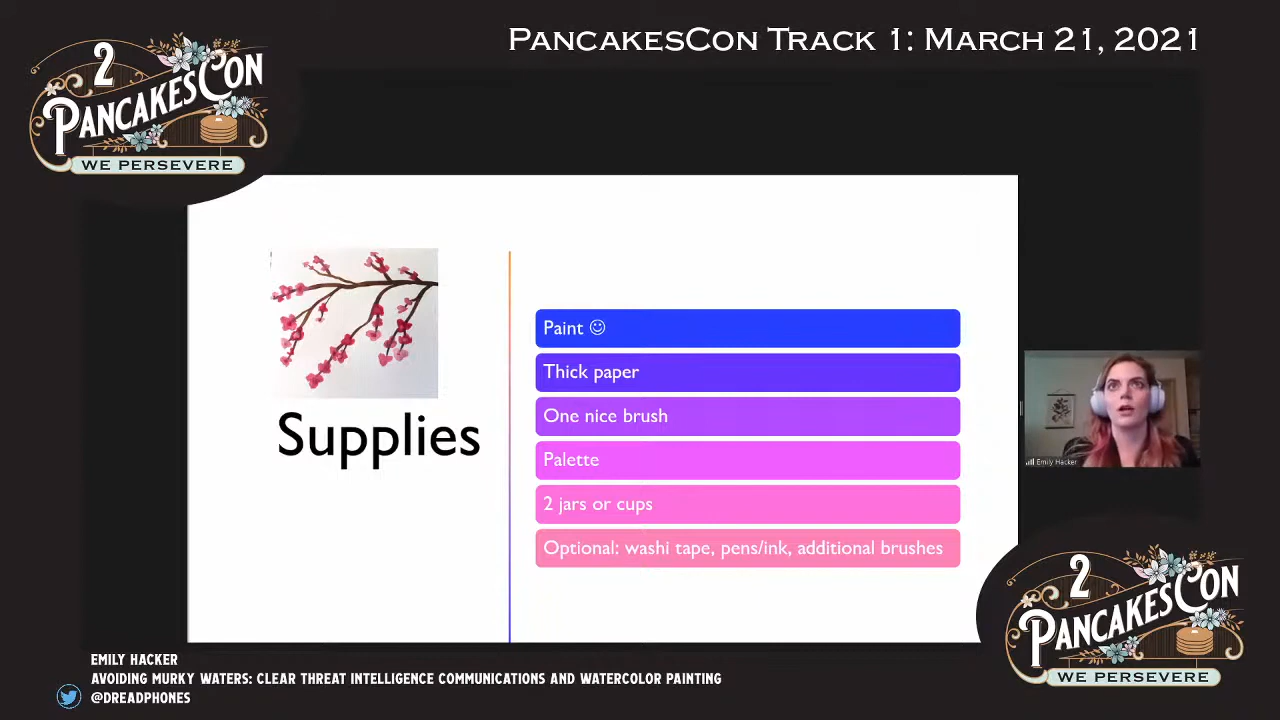 PancakesCon Track 1: March 21, 2021
2
PancakesCon
WE PERSEVERE
Supplies
Paint ☺
Thick paper
One nice brush
Palette
2 jars or cups
Optional: washi tape, pens/ink, additional brushes
Emily Hacker
EMILY HACKER
AVOIDING MURKY WATERS: CLEAR THREAT INTELLIGENCE COMMUNICATIONS AND WATERCOLOR PAINTING
@DREADPHONES
2
PancakesCon
WE PERSEVERE